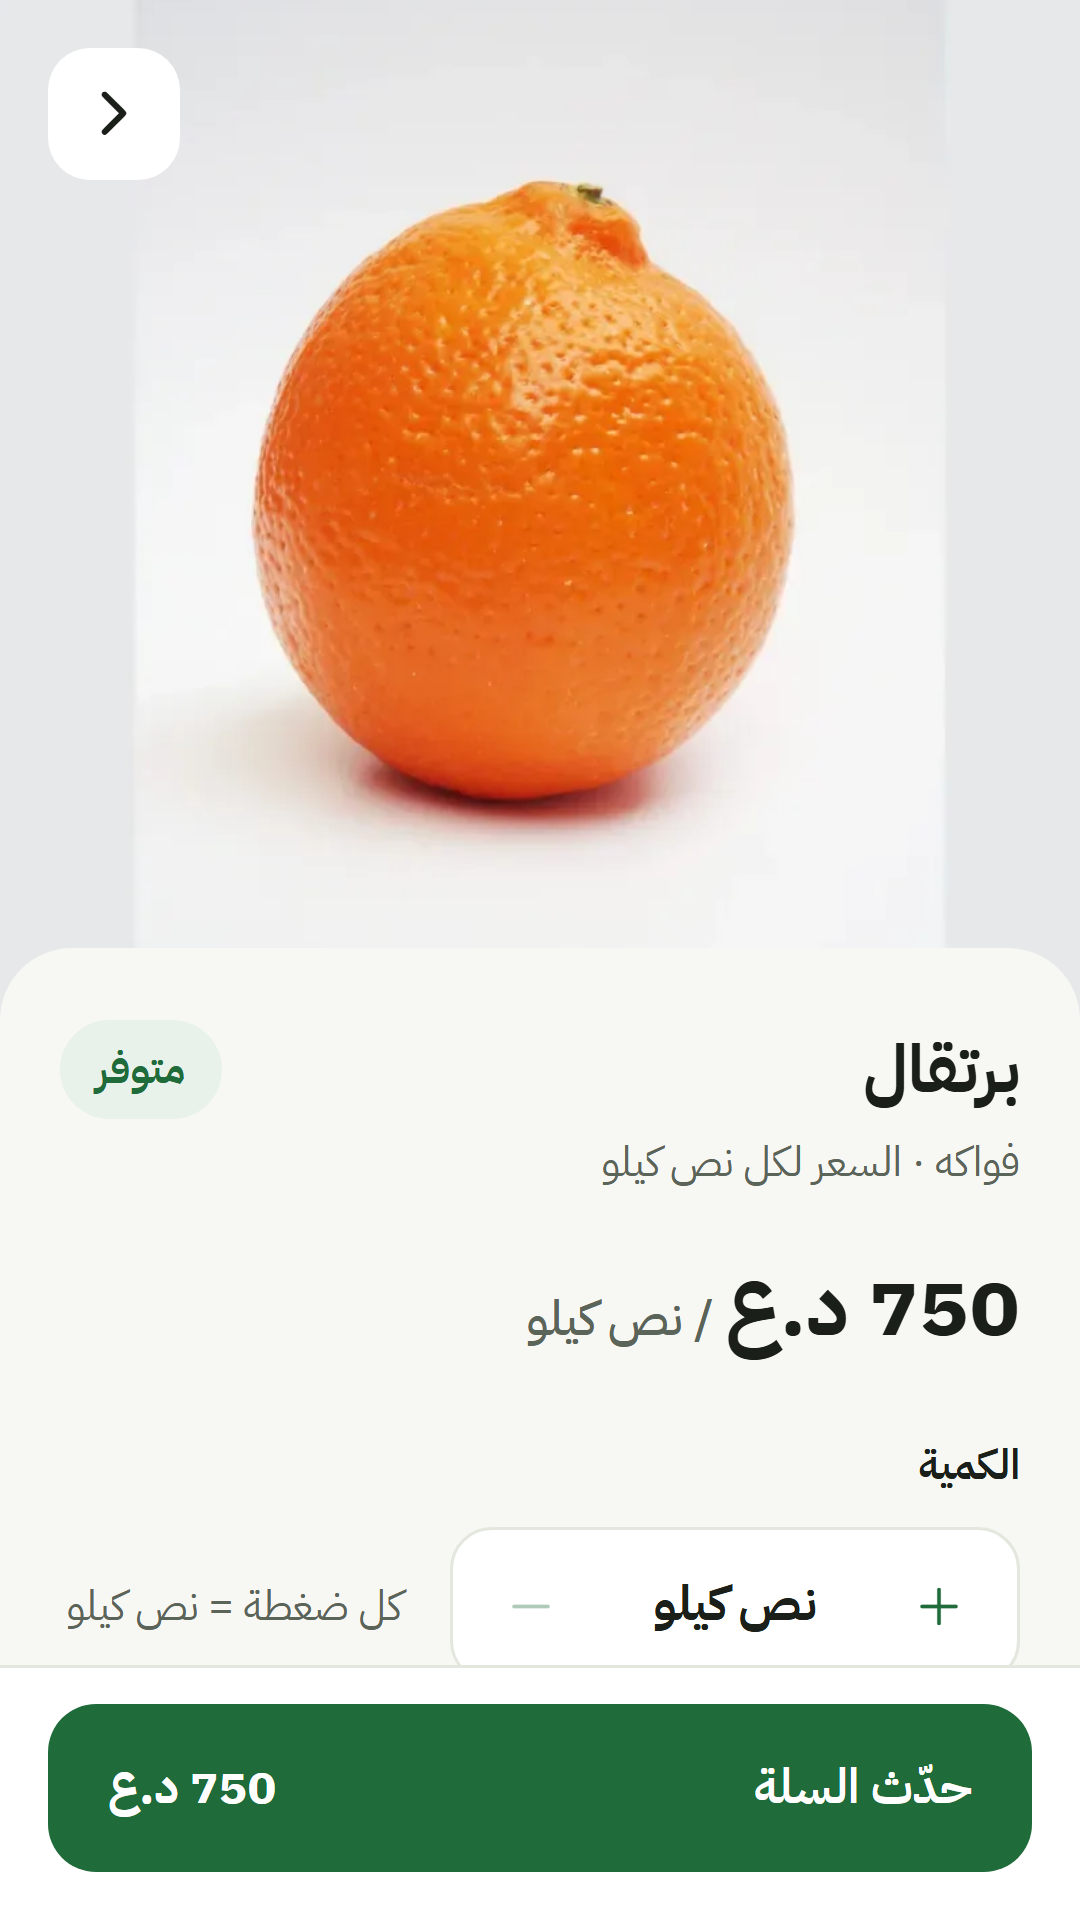 برتقال
متوفر
فواكه · السعر لكل نص كيلو
750 د.ع / نص كيلو
الكمية
+ نص كيلو −
كل ضغطة = نص كيلو
حدّث السلة
750 د.ع